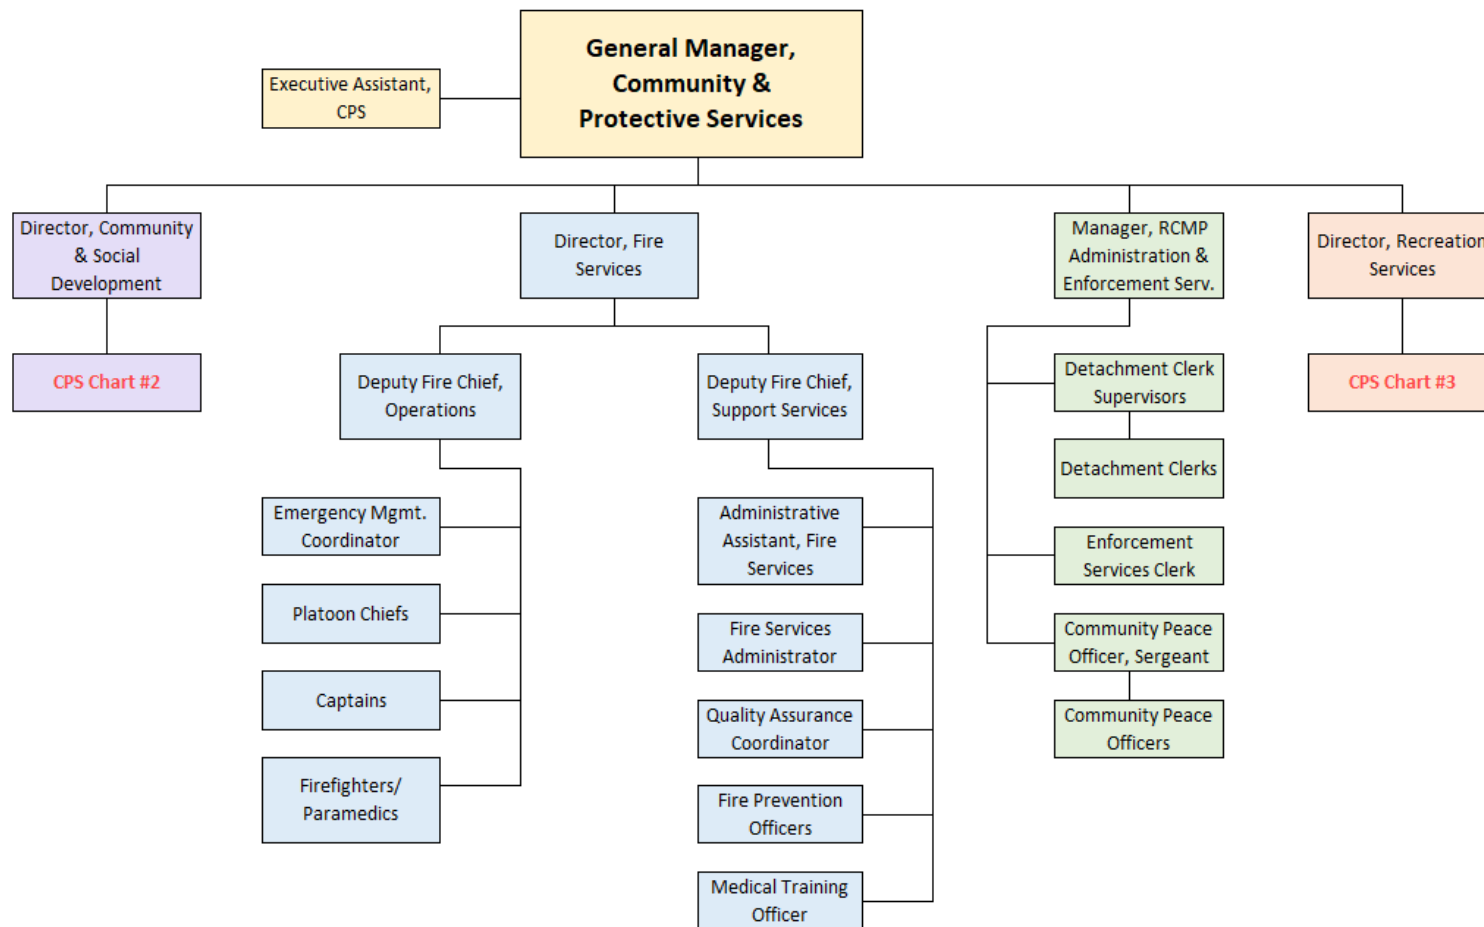 General Manager,
Community &
Protective Services
Executive Assistant,
CPS
Director, Community
& Social
Development
Director, Fire
Services
Manager, RCMP
Administration &
Enforcement Serv.
Director, Recreation
Services
CPS Chart #2
Deputy Fire Chief,
Operations
Deputy Fire Chief,
Support Services
Detachment Clerk
Supervisors
CPS Chart #3
Detachment Clerks
Emergency Mgmt.
Coordinator
Administrative
Assistant, Fire
Services
Enforcement
Services Clerk
Platoon Chiefs
Fire Services
Administrator
Community Peace
Officer, Sergeant
Captains
Quality Assurance
Coordinator
Community Peace
Officers
Firefighters/
Paramedics
Fire Prevention
Officers
Medical Training
Officer